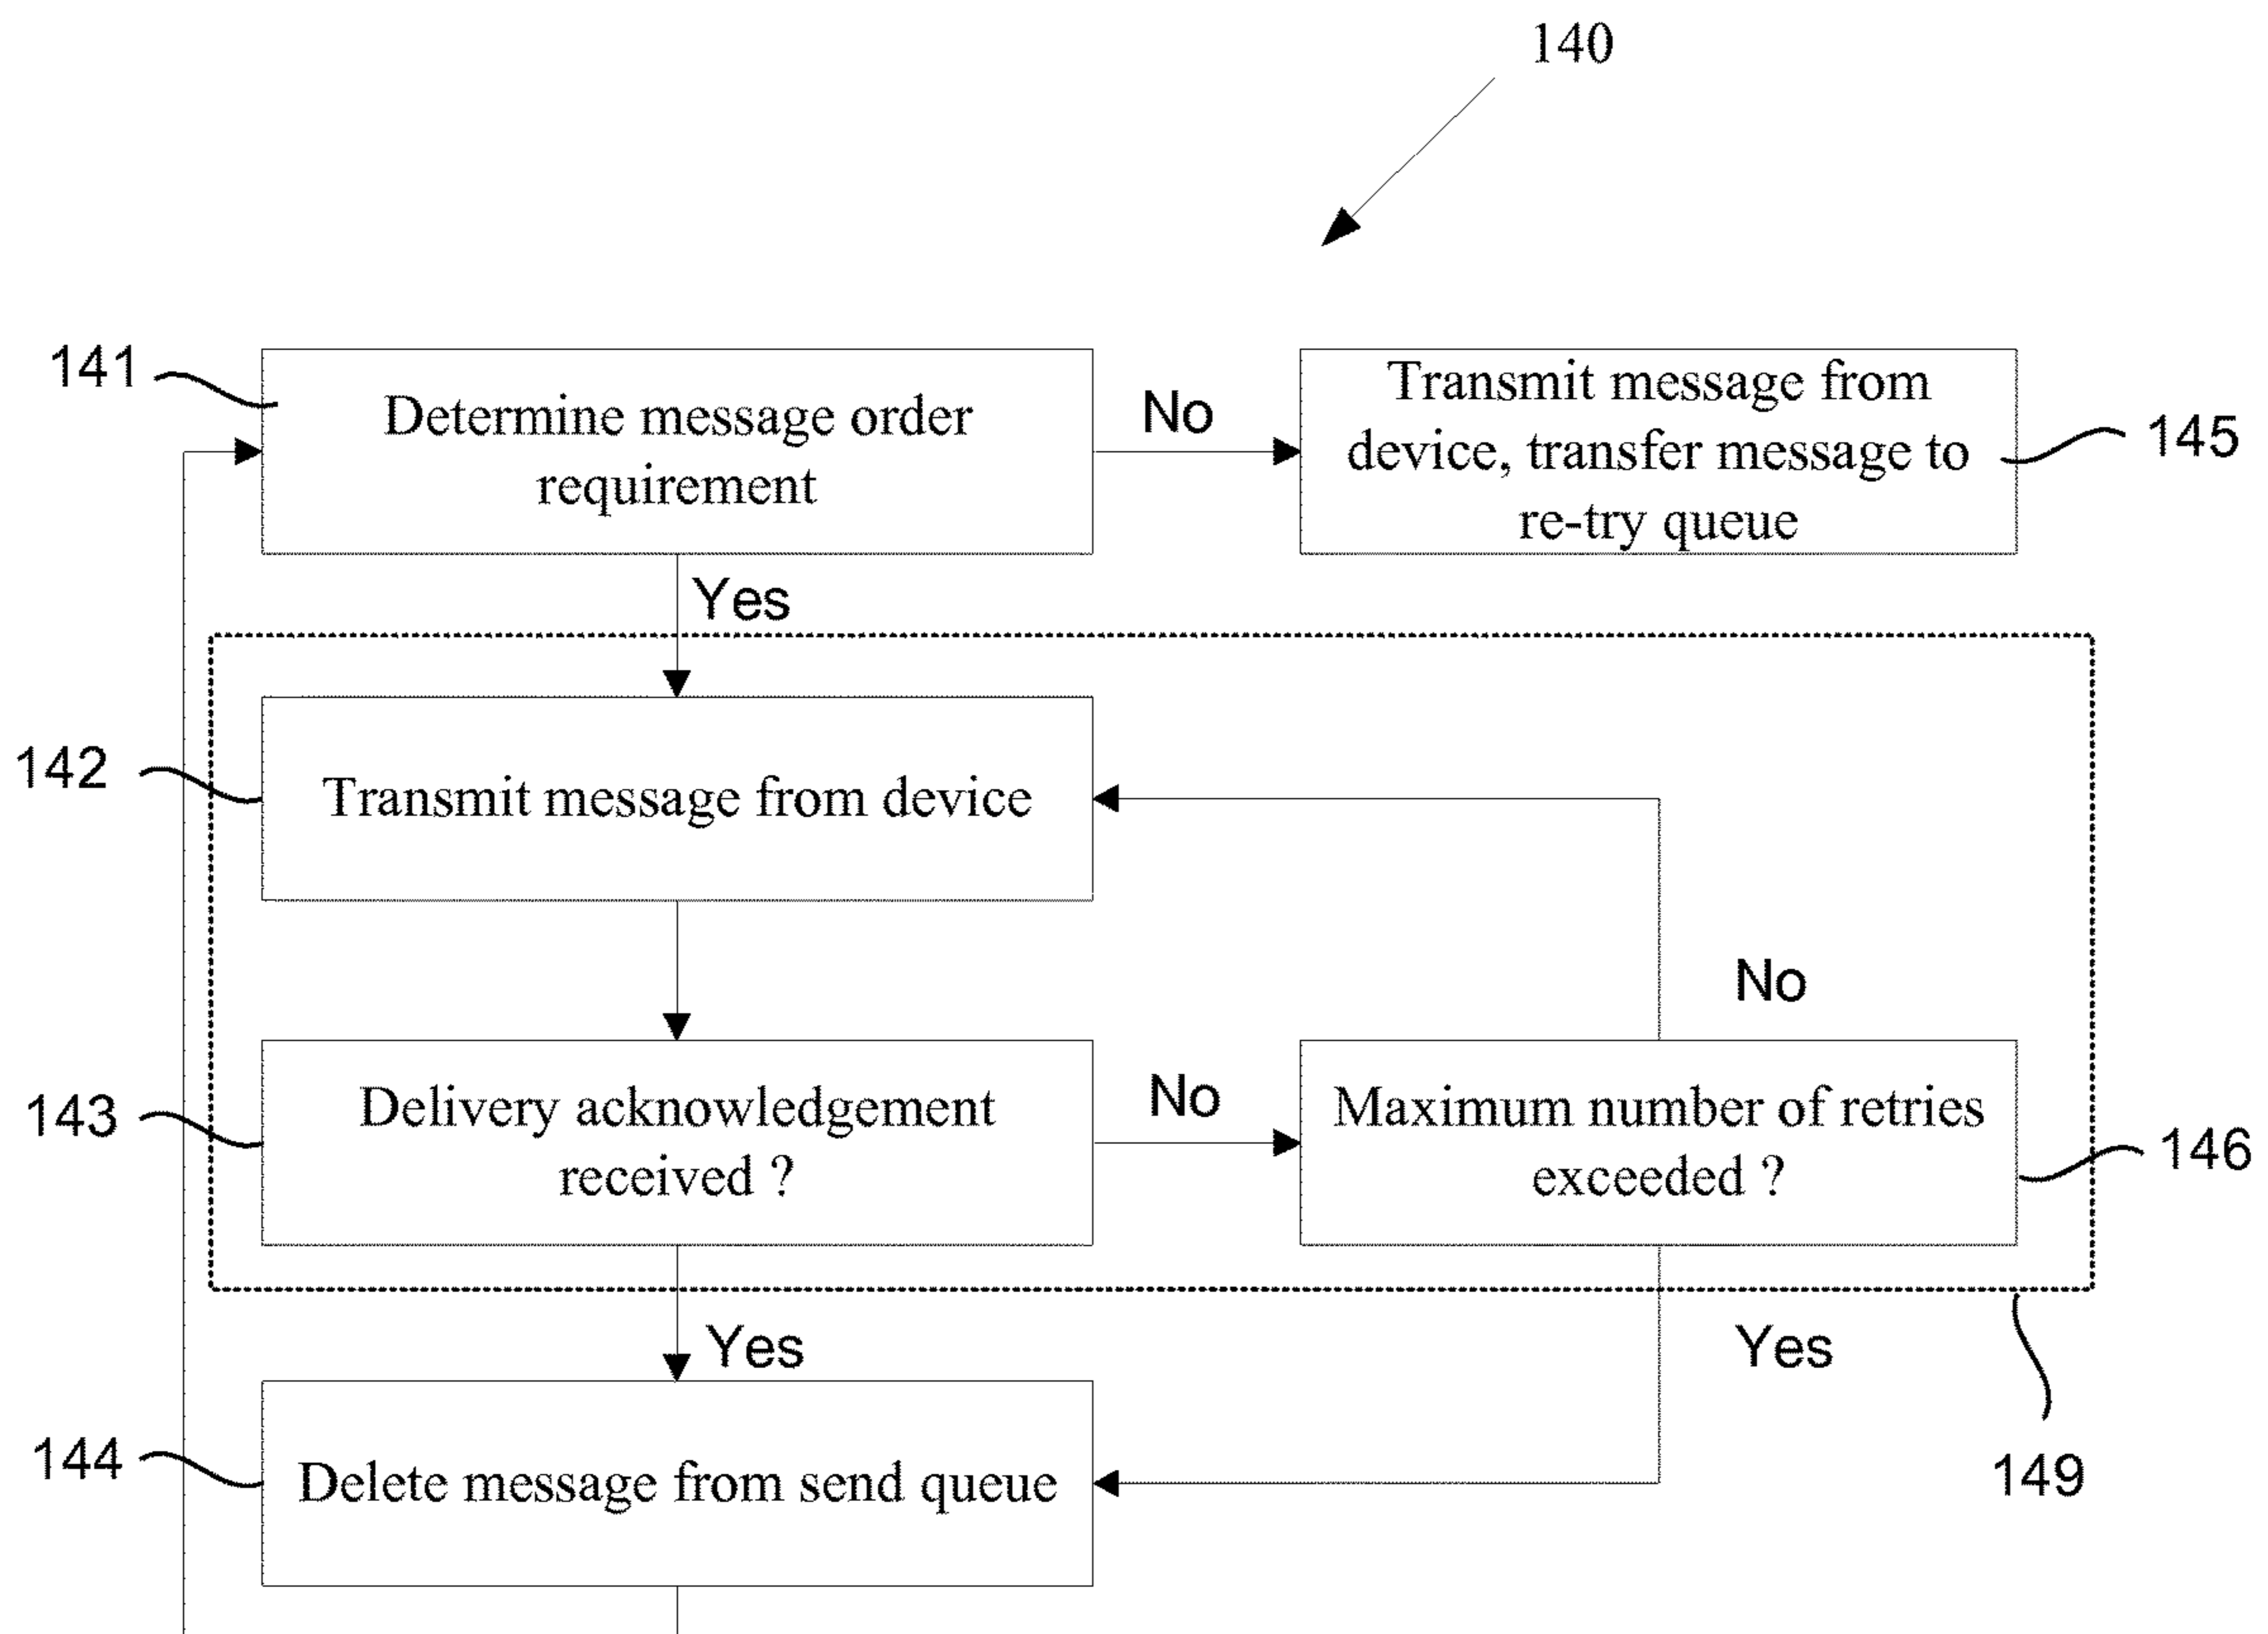 140
141
Determine message order
requirement
No
Transmit message from
device, transfer message to
re-try queue
145
Yes
142
Transmit message from device
No
143
Delivery acknowledgement
received ?
No
Maximum number of retries
exceeded ?
146
Yes
Yes
144
Delete message from send queue
149